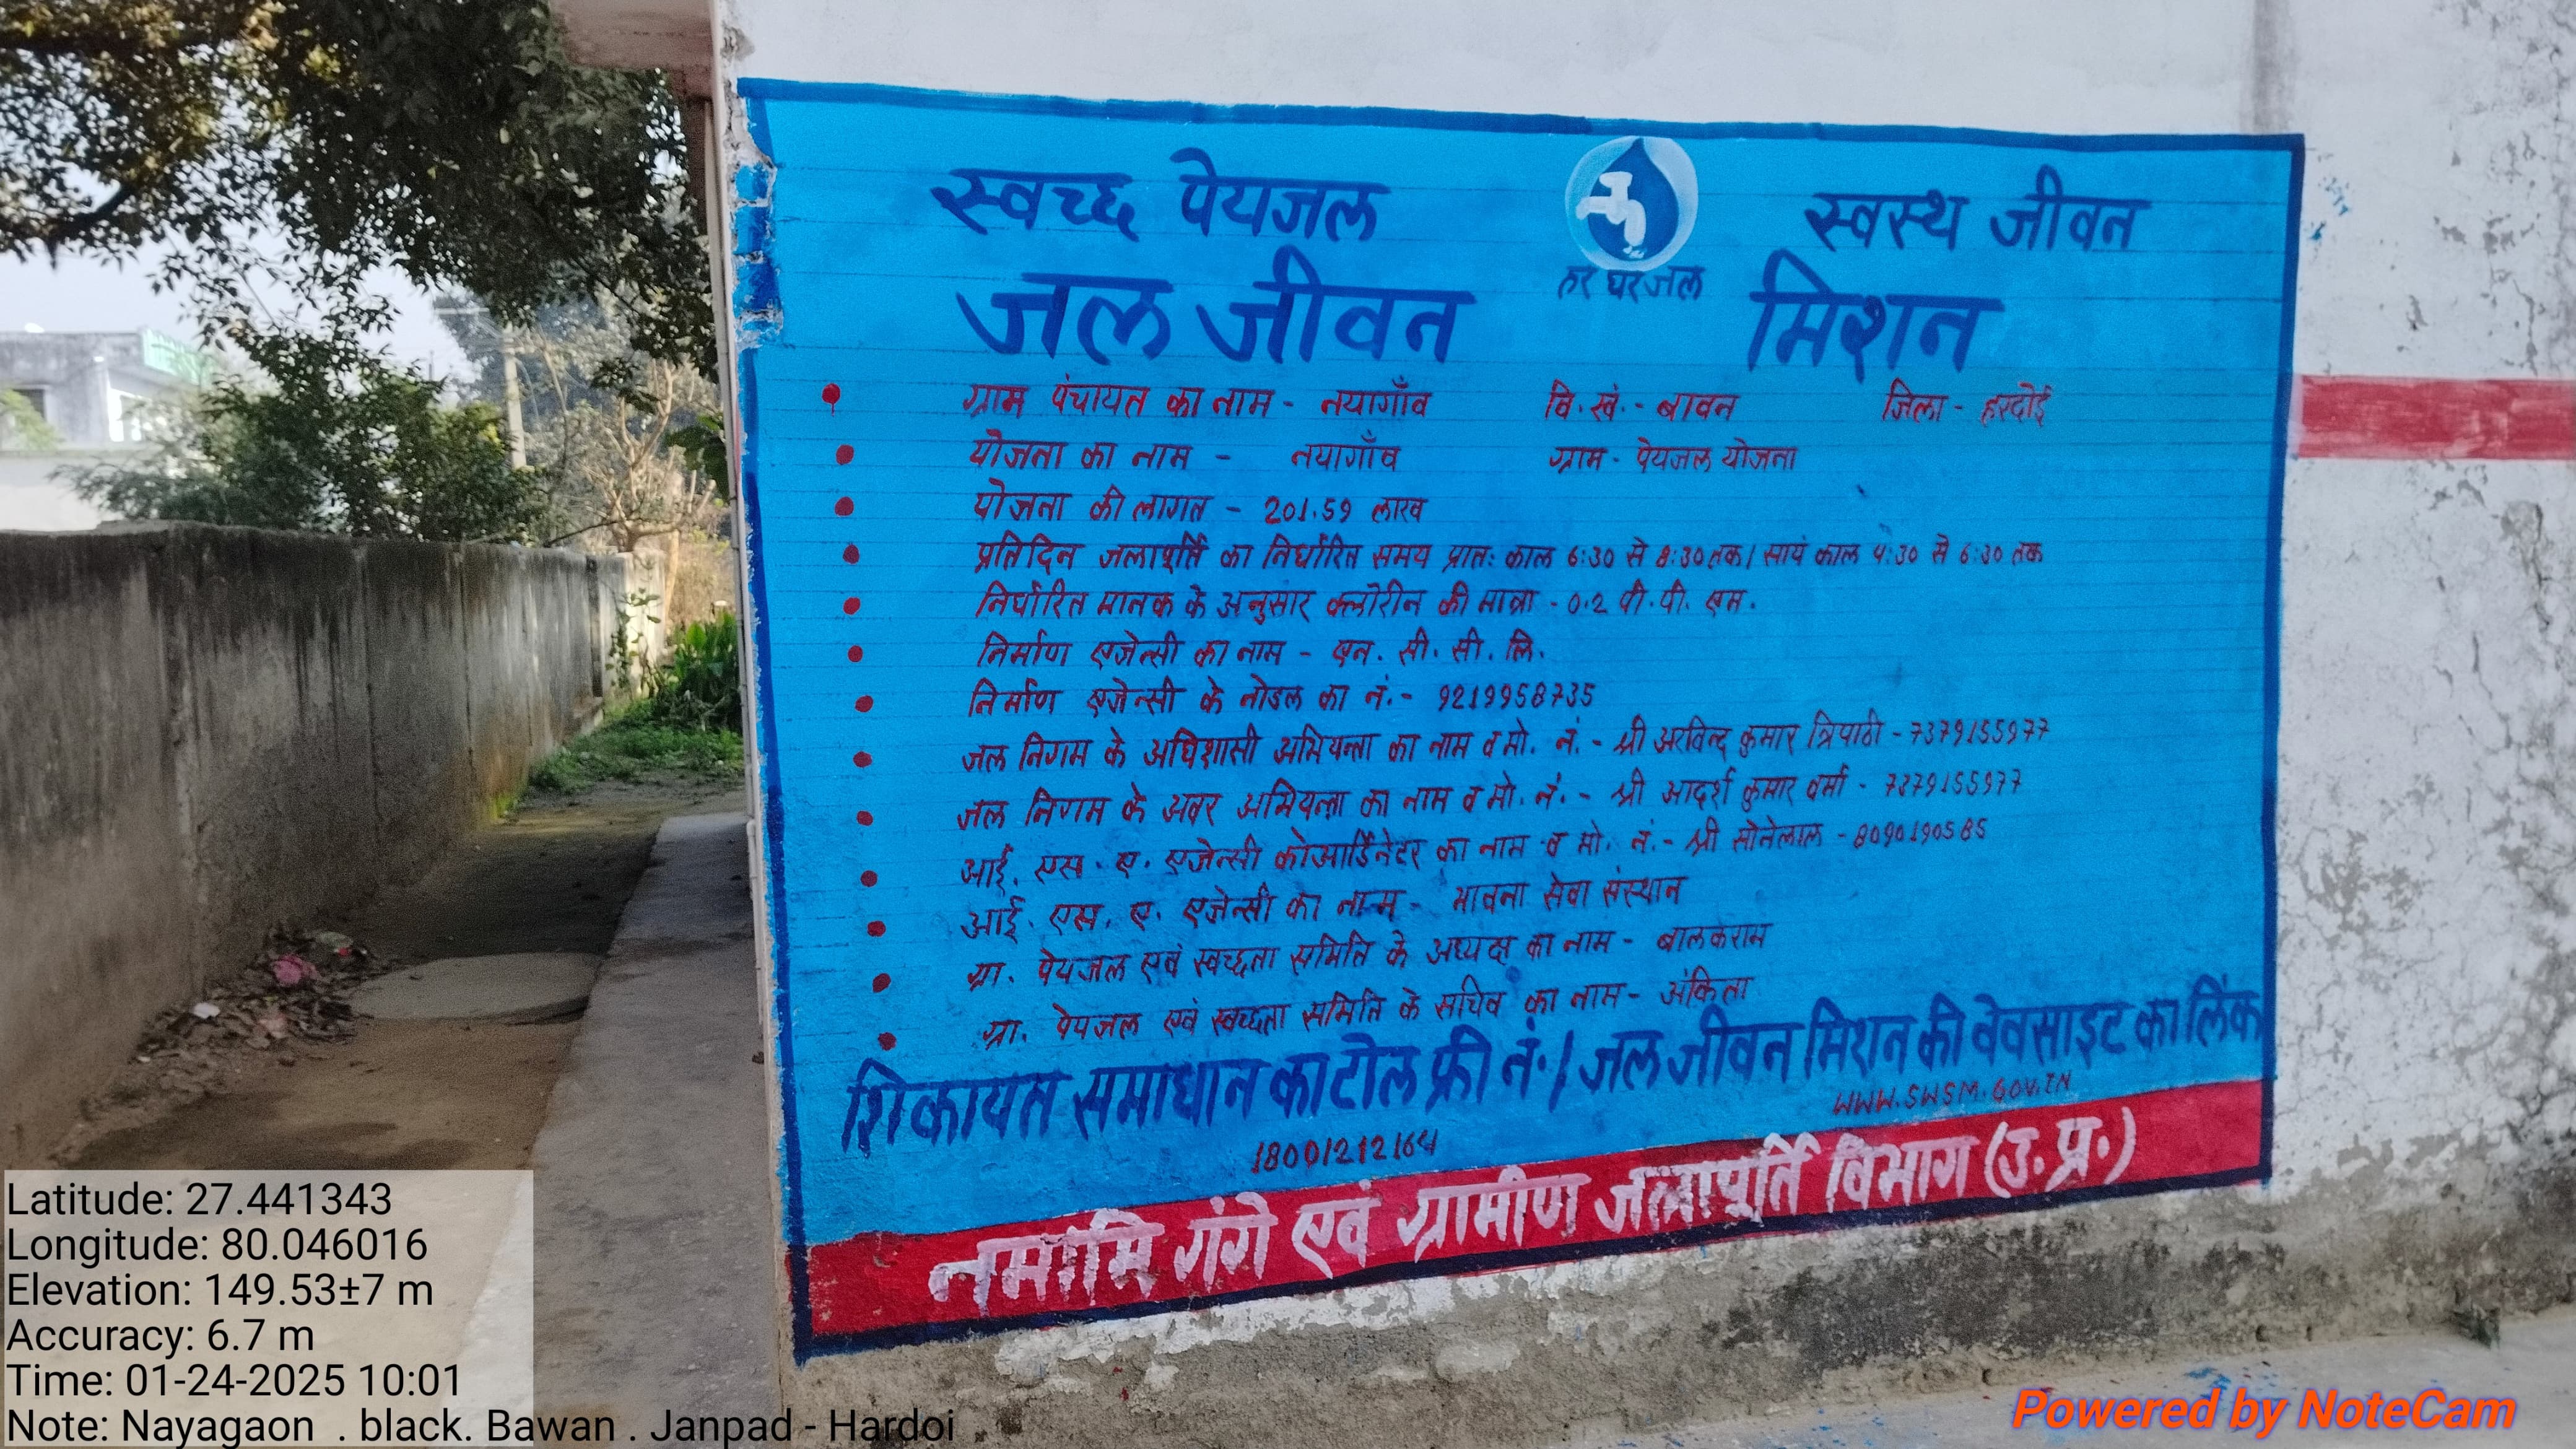 स्वच्छ पेयजल स्वस्थ जीवन
हर घर जल
जल जीवन मिशन
ग्राम पंचायत का नाम - नयागाँव वि.खं.- बावन जिला - हरदोई
योजना का नाम - नयागाँव ग्राम - पेयजल योजना
योजना की लागत - 201.59 लाख
प्रतिदिन जलापूर्ति का निर्धारित समय प्रातः काल 6:30 से 8:30 तक / सायं काल 4:30 से 6:30 तक
निर्धारित मानक के अनुसार क्लोरीन की मात्रा - 0.2 पी.पी. एम.
निर्माण एजेन्सी का नाम - एन. सी. सी. लि.
निर्माण एजेन्सी के नोडल का नं.- 9219958735
जल निगम के अधिशासी अभियन्ता का नाम व मो. नं. - श्री अरविन्द कुमार त्रिपाठी - 7379155977
जल निगम के अवर अभियन्ता का नाम व मो. नं. - श्री आदर्श कुमार वर्मा - 7379155977
आई. एस. ए. एजेन्सी कोआर्डिनेटर का नाम व मो. नं.- श्री सोनेलाल - 8090190585
आई. एस. ए. एजेन्सी का नाम - भावना सेवा संस्थान
ग्रा. पेयजल एवं स्वच्छता समिति के अध्यक्ष का नाम - बालकराम
ग्रा. पेयजल एवं स्वच्छता समिति के सचिव का नाम - अंकिता
शिकायत समाधान का टोल फ्री नं. / जल जीवन मिशन की वेवसाइट का लिंक
18001212164 WWW.SWSM.GOV.IN
नमामि गंगे एवं ग्रामीण जलापूर्ति विभाग (उ. प्र.)
Latitude: 27.441343
Longitude: 80.046016
Elevation: 149.53±7 m
Accuracy: 6.7 m
Time: 01-24-2025 10:01
Note: Nayagaon . black. Bawan . Janpad - Hardoi
Powered by NoteCam